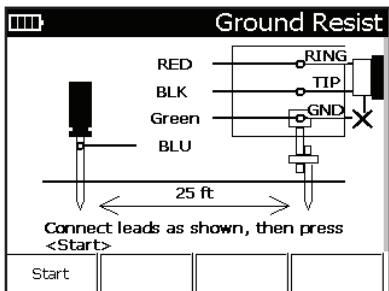 Ground Resist
RED RING
BLK TIP
Green GND
BLU
25 ft
Connect leads as shown, then press
<Start>
Start